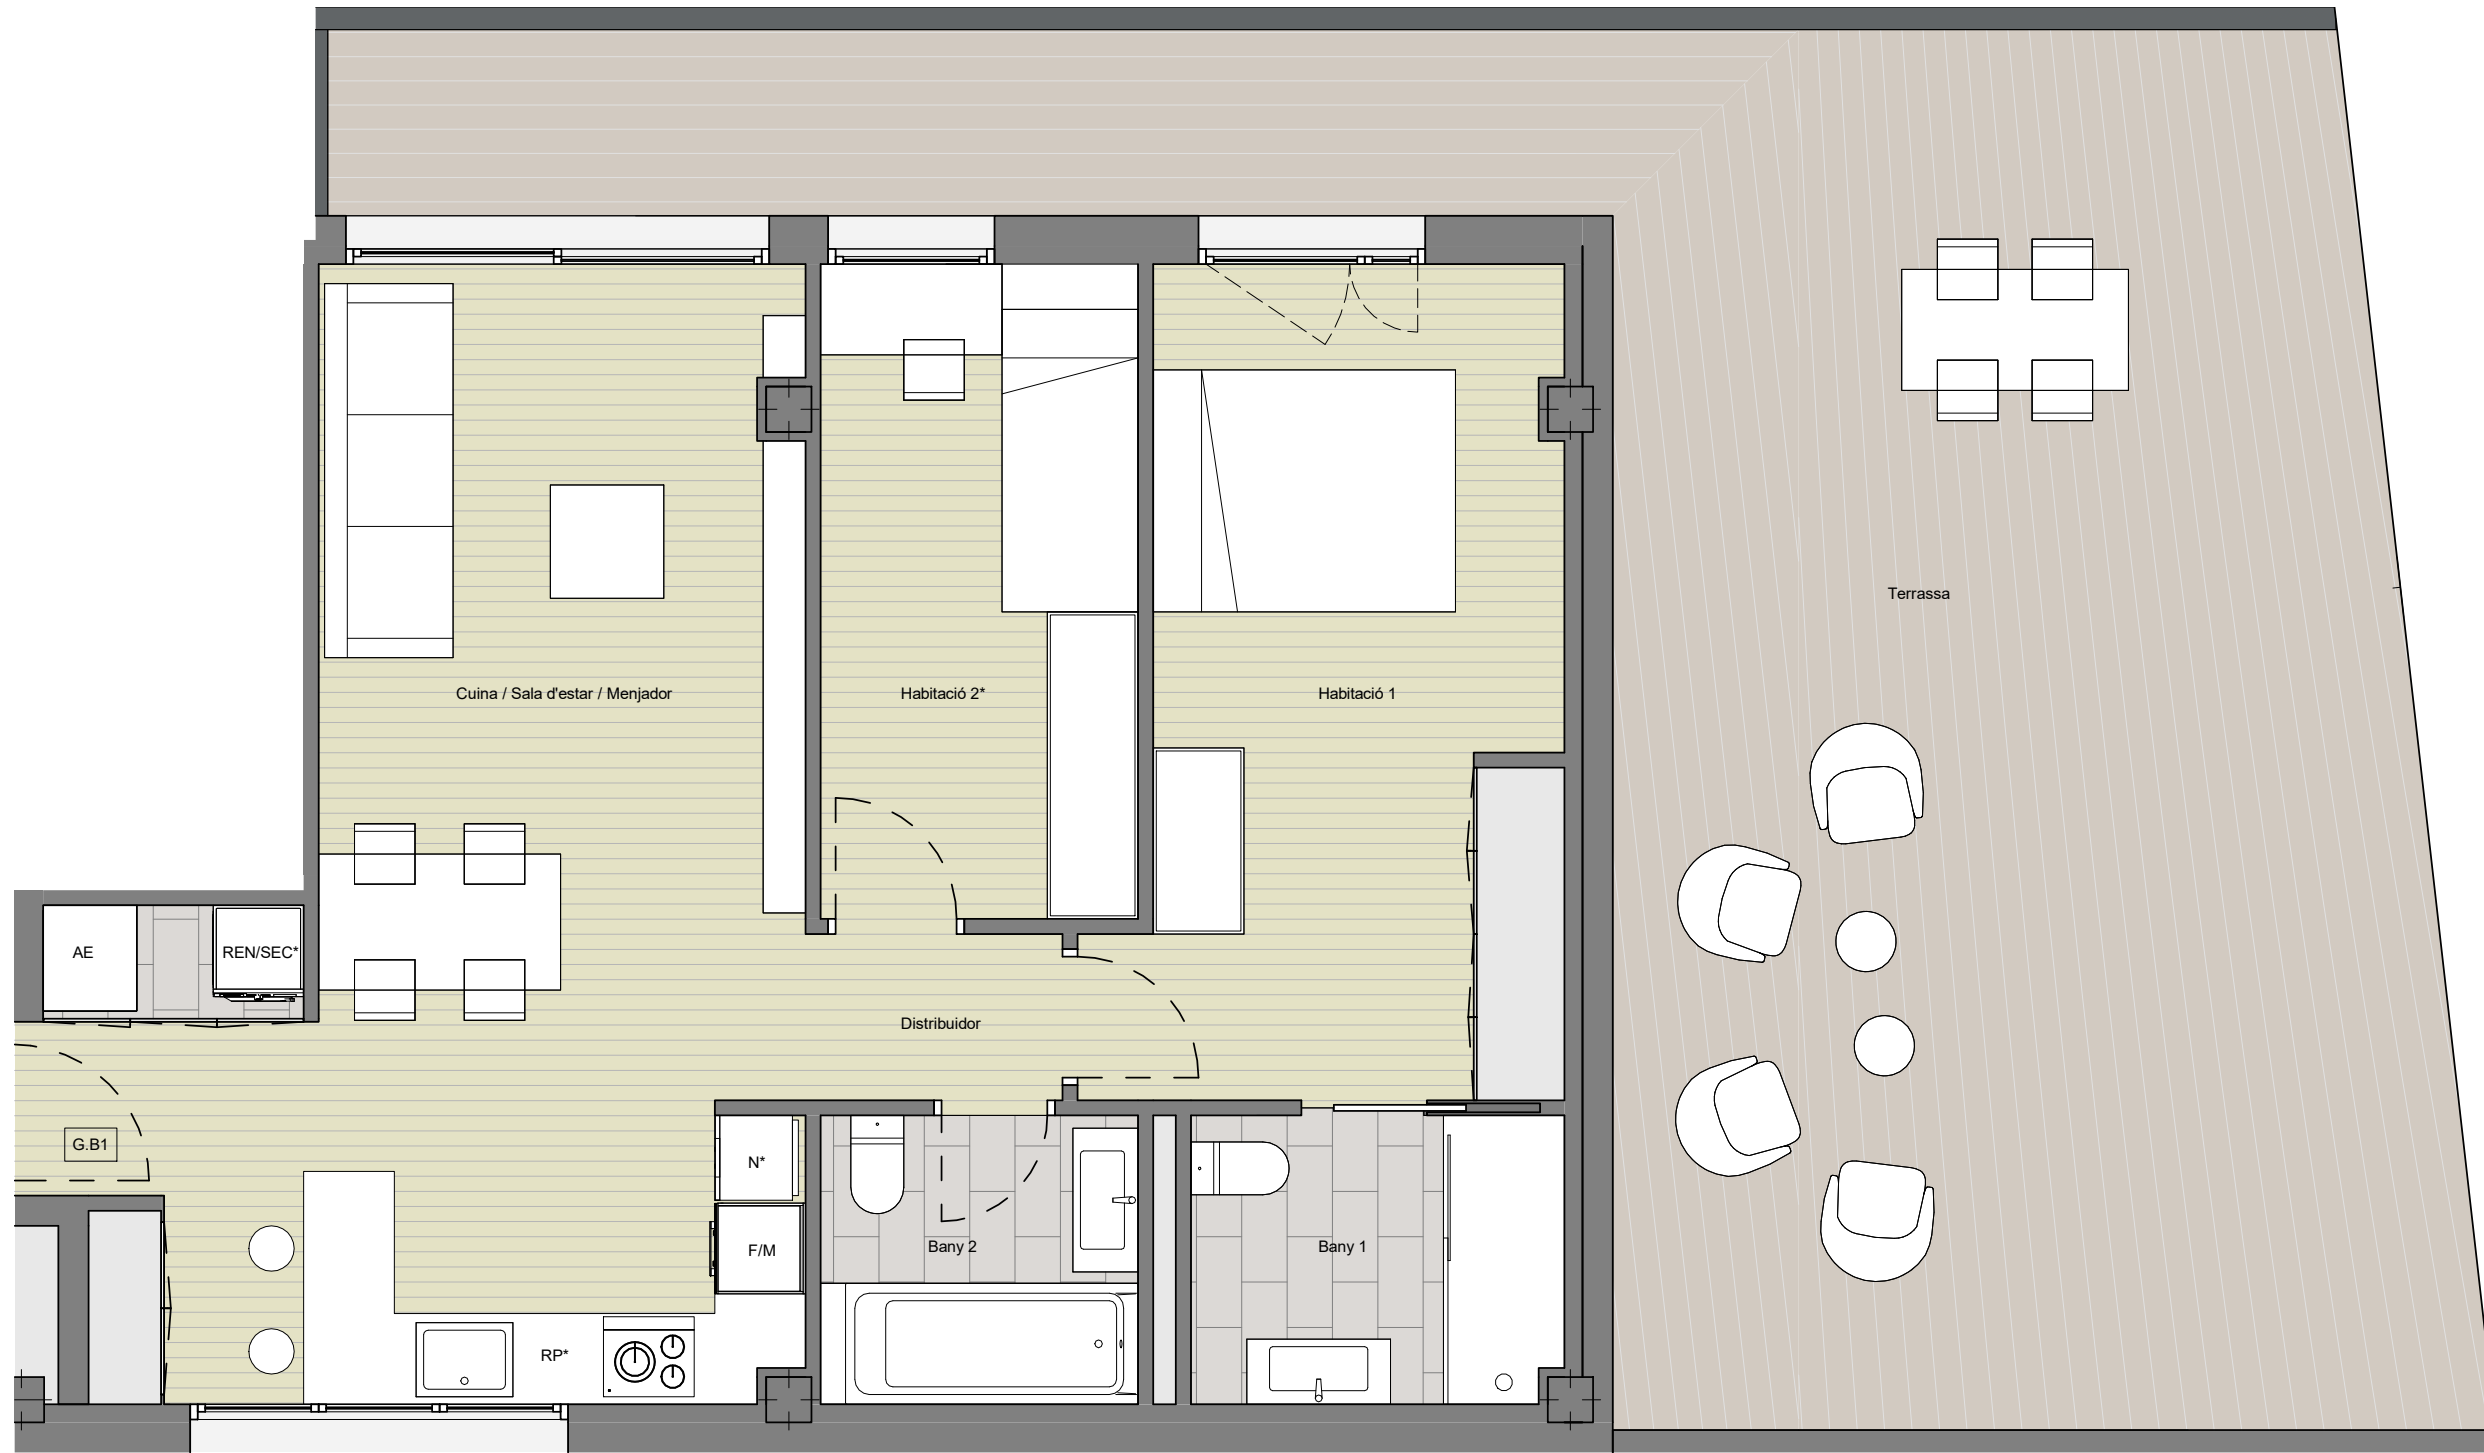 Terrassa
Cuina / Sala d'estar / Menjador
Habitació 2*
Habitació 1
AE
REN/SEC*
Distribuidor
G.B1
N*
F/M
Bany 2
Bany 1
RP*